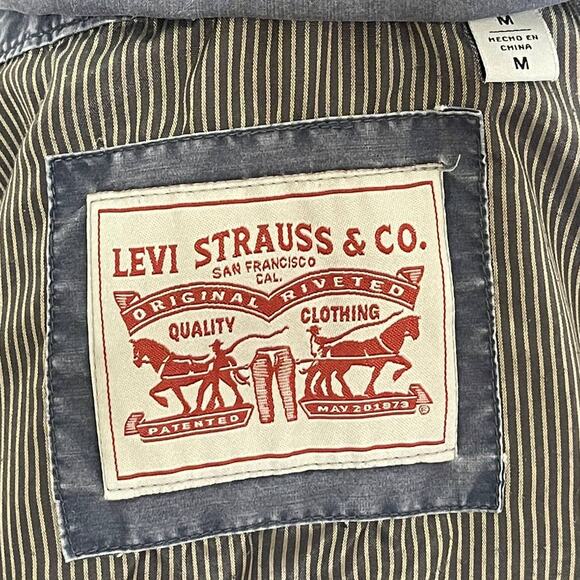 M
HECHO EN
CHINA
M
LEVI STRAUSS & CO.
SAN FRANCISCO
CAL.
ORIGINAL RIVETED
QUALITY CLOTHING
PATENTED MAY 20 1873 ®